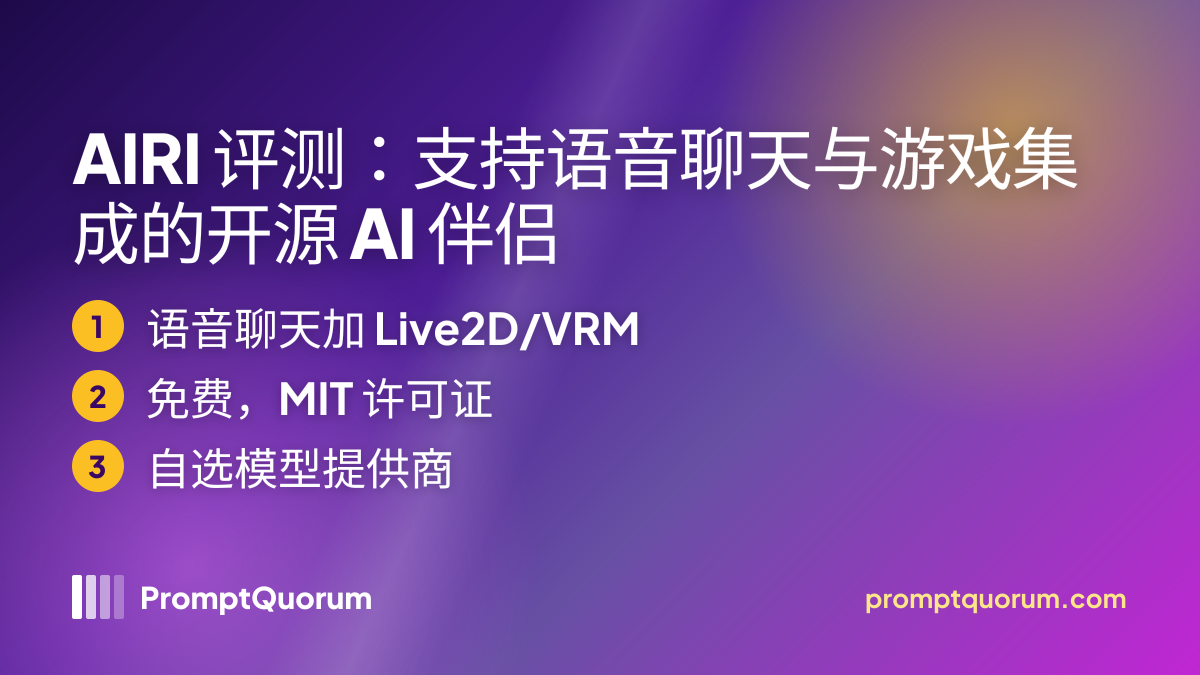 AIRI 评测：支持语音聊天与游戏集
成的开源 AI 伴侣
1 语音聊天加 Live2D/VRM
2 免费，MIT 许可证
3 自选模型提供商
PromptQuorum
promptquorum.com